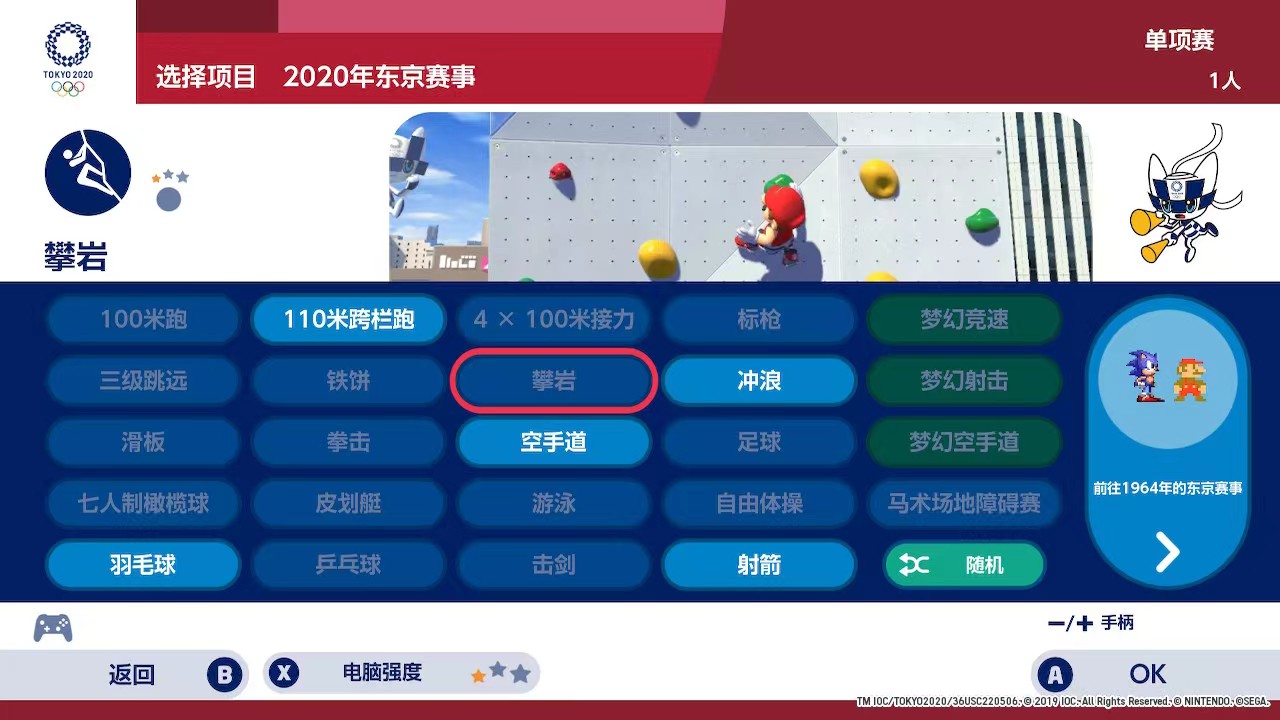 TOKYO 2020
选择项目 2020年东京赛事
单项赛
1人
攀岩
100米跑 110米跨栏跑 4 × 100米接力 标枪 梦幻竞速
三级跳远 铁饼 攀岩 冲浪 梦幻射击
滑板 拳击 空手道 足球 梦幻空手道
七人制橄榄球 皮划艇 游泳 自由体操 马术场地障碍赛
羽毛球 乒乓球 击剑 射箭 随机
前往1964年的东京赛事
−/+ 手柄
返回 B X 电脑强度 A OK
TM IOC/TOKYO2020/36USC220506.© 2019 IOC.All Rights Reserved.© NINTENDO.©SEGA.